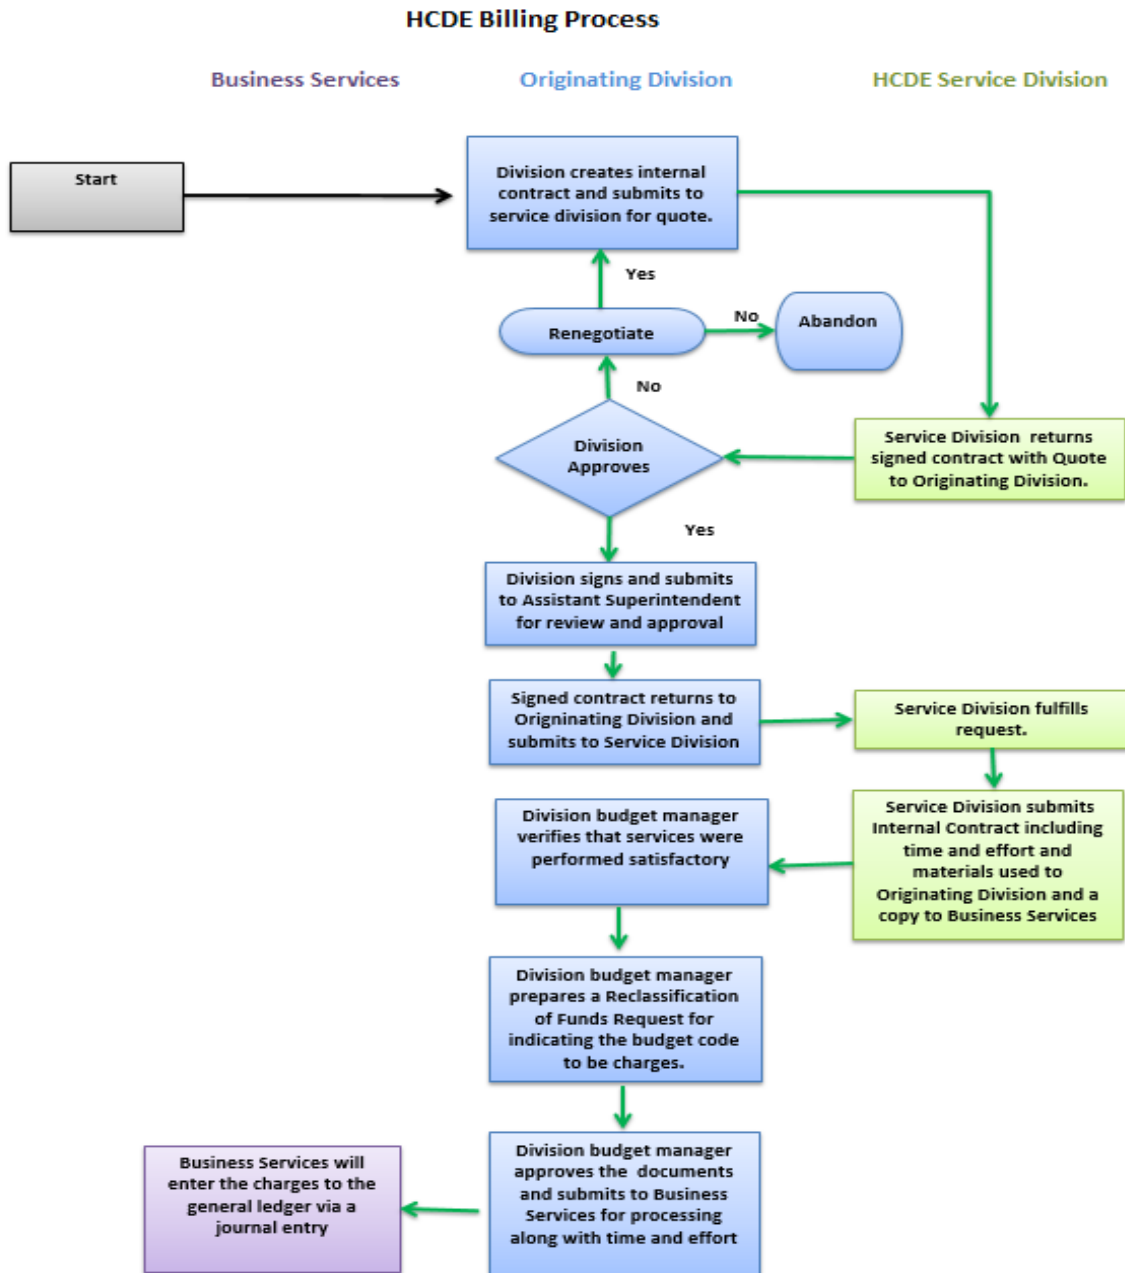 HCDE Billing Process
Business Services
Originating Division
HCDE Service Division
Start
Division creates internal
contract and submits to
service division for quote.
Yes
Renegotiate
No
Abandon
No
Division
Approves
Service Division returns
signed contract with Quote
to Originating Division.
Yes
Division signs and submits
to Assistant Superintendent
for review and approval
Signed contract returns to
Origninating Division and
submits to Service Division
Service Division fulfills
request.
Service Division submits
Internal Contract including
time and effort and
materials used to
Originating Division and a
copy to Business Services
Division budget manager
verifies that services were
performed satisfactory
Division budget manager
prepares a Reclassification
of Funds Request for
indicating the budget code
to be charges.
Division budget manager
approves the documents
and submits to Business
Services for processing
along with time and effort
Business Services will
enter the charges to the
general ledger via a
journal entry